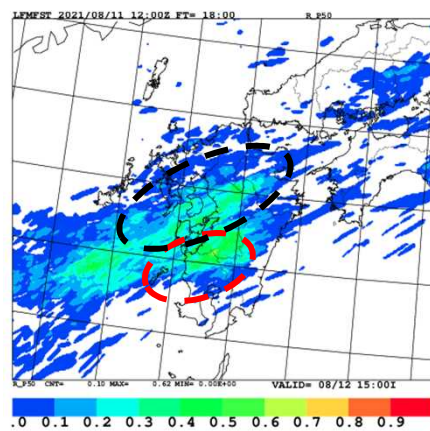 LFMFST 2021/08/11 12:00Z FT= 18:00 R_P50
R_P50 CNT= 0.10 MAX= 0.62 MIN= 0.00E+00 VALID= 08/12 15:00I
.0 0.1 0.2 0.3 0.4 0.5 0.6 0.7 0.8 0.9